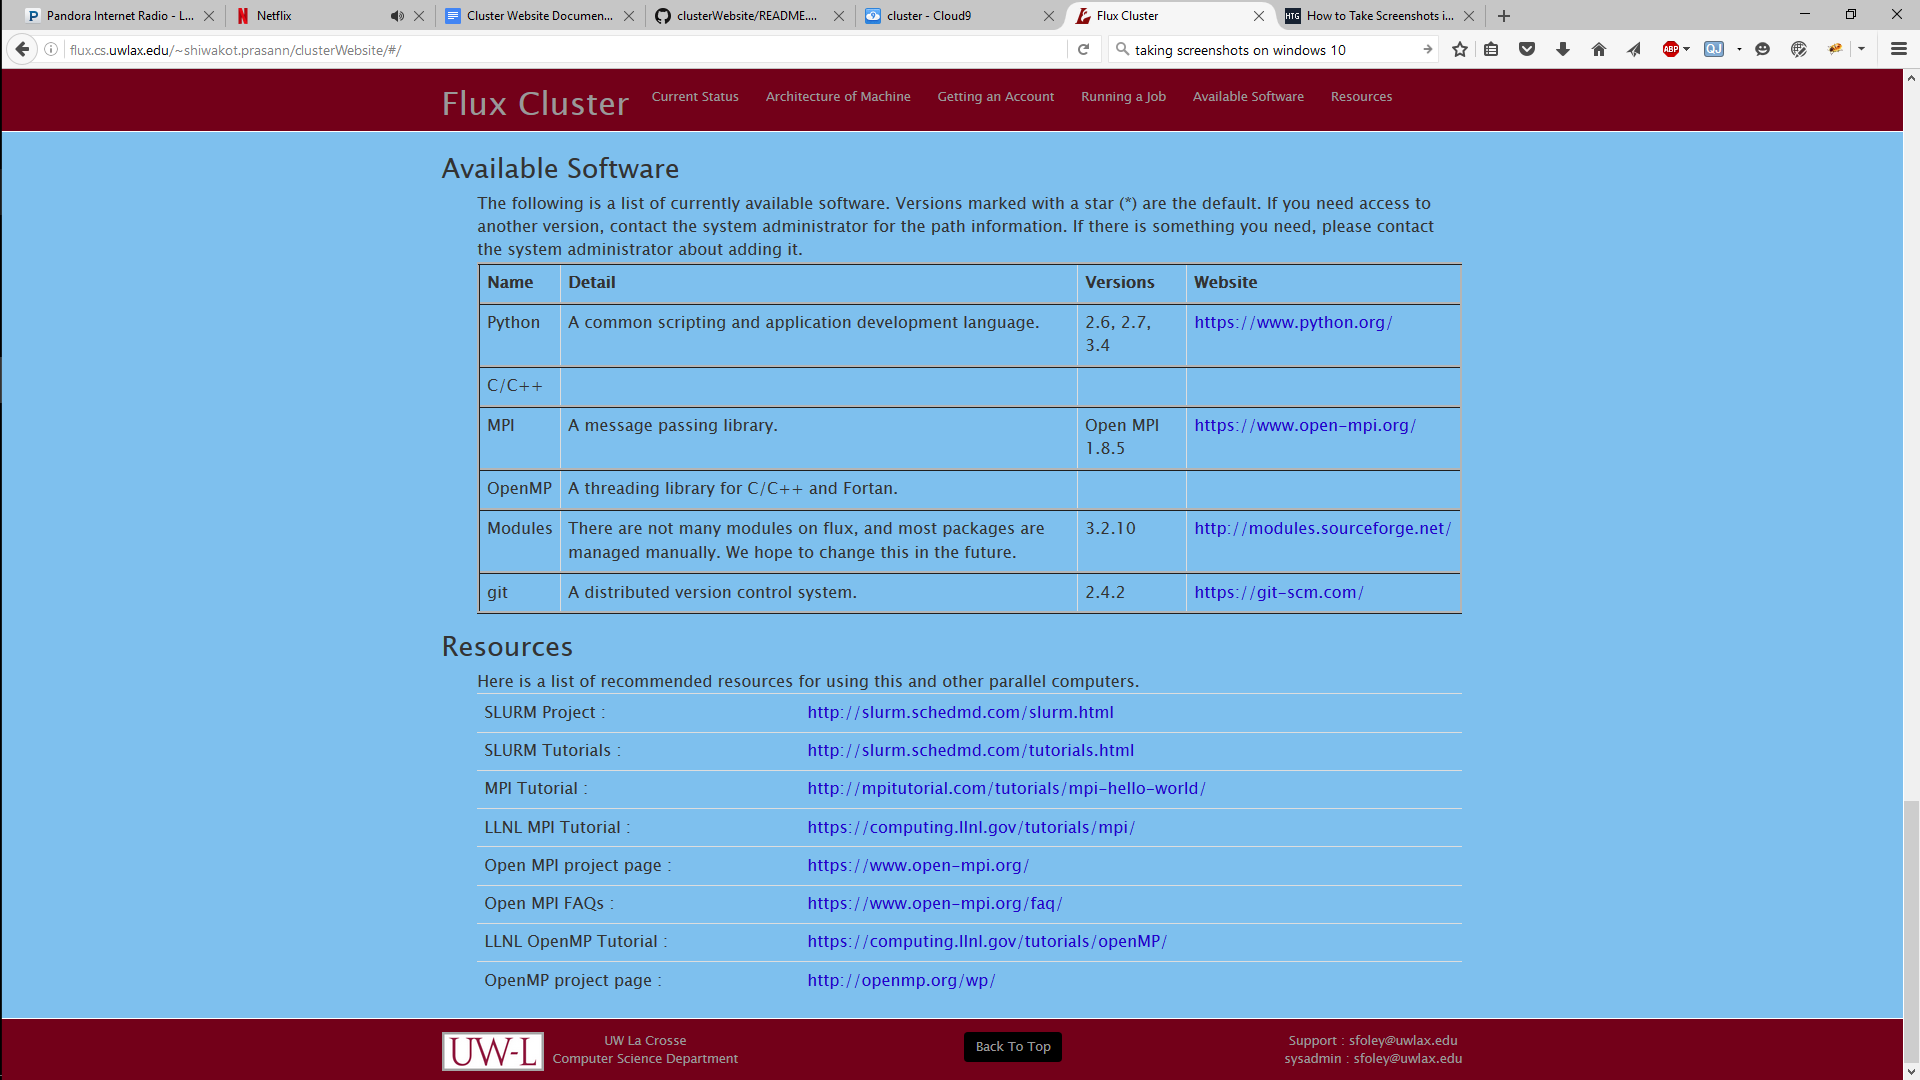 Pandora Internet Radio - L...
Netflix
Cluster Website Documen...
clusterWebsite/README....
cluster - Cloud9
Flux Cluster
HTG How to Take Screenshots i...
flux.cs.uwlax.edu/~shiwakot.prasann/clusterWebsite/#/
taking screenshots on windows 10
ABP
QJ
Flux Cluster Current Status Architecture of Machine Getting an Account Running a Job Available Software Resources
Available Software
The following is a list of currently available software. Versions marked with a star (*) are the default. If you need access to
another version, contact the system administrator for the path information. If there is something you need, please contact
the system administrator about adding it.
Name Detail Versions Website
Python A common scripting and application development language. 2.6, 2.7, https://www.python.org/
3.4
C/C++
MPI A message passing library. Open MPI https://www.open-mpi.org/
1.8.5
OpenMP A threading library for C/C++ and Fortan.
Modules There are not many modules on flux, and most packages are 3.2.10 http://modules.sourceforge.net/
managed manually. We hope to change this in the future.
git A distributed version control system. 2.4.2 https://git-scm.com/
Resources
Here is a list of recommended resources for using this and other parallel computers.
SLURM Project : http://slurm.schedmd.com/slurm.html
SLURM Tutorials : http://slurm.schedmd.com/tutorials.html
MPI Tutorial : http://mpitutorial.com/tutorials/mpi-hello-world/
LLNL MPI Tutorial : https://computing.llnl.gov/tutorials/mpi/
Open MPI project page : https://www.open-mpi.org/
Open MPI FAQs : https://www.open-mpi.org/faq/
LLNL OpenMP Tutorial : https://computing.llnl.gov/tutorials/openMP/
OpenMP project page : http://openmp.org/wp/
UW-L
UW La Crosse
Computer Science Department
Back To Top
Support : sfoley@uwlax.edu
sysadmin : sfoley@uwlax.edu